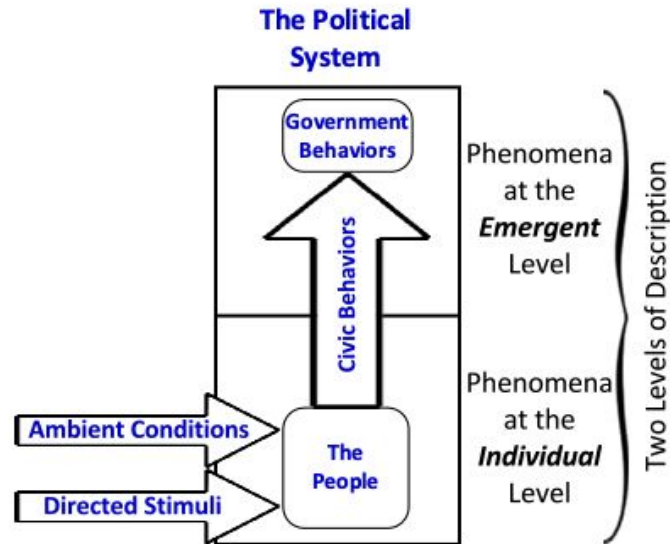 The Political
System
Government
Behaviors
Civic Behaviors
Phenomena
at the
Emergent
Level
Ambient Conditions
Directed Stimuli
The
People
Phenomena
at the
Individual
Level
Two Levels of Description